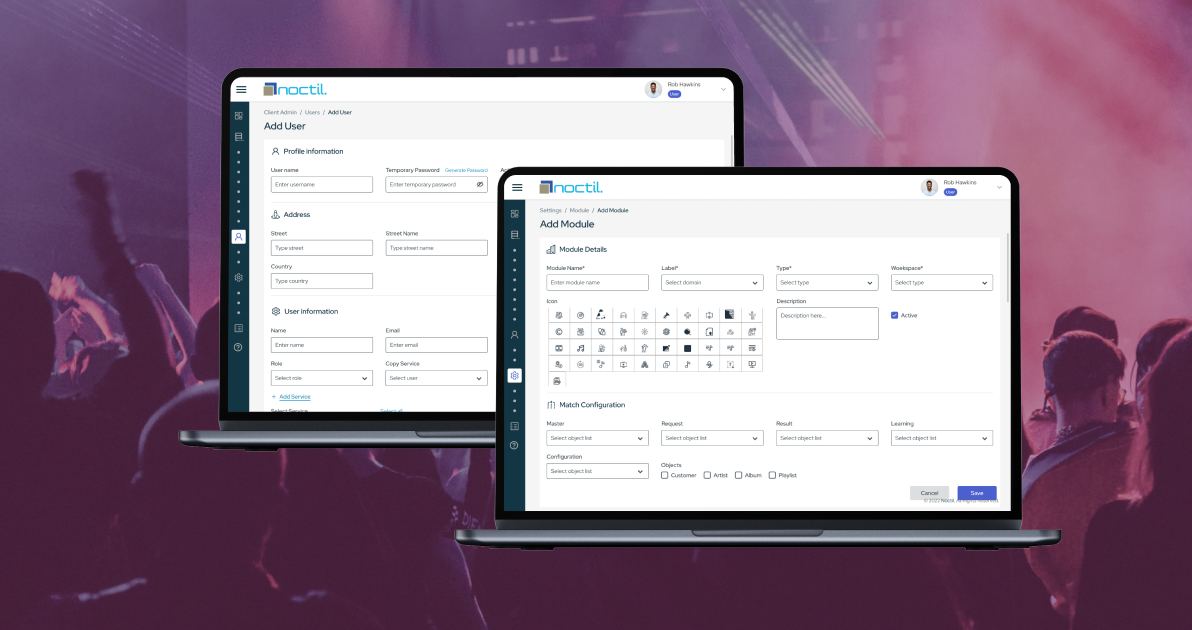 noctil.
Rob Hawkins
User
Client Admin / Users / Add User
Add User
Profile information
User name
Temporary Password Generate Password
Enter username
Enter temporary password
Address
Street
Street Name
Type street
Type street name
Country
Type country
User information
Name
Email
Enter name
Enter email
Role
Copy Service
Select role
Select user
+ Add Service
Select Service
Select all
noctil.
Rob Hawkins
User
Settings / Module / Add Module
Add Module
Module Details
Module Name* Label* Type* Workespace*
Enter module name Select domain Select type Select type
Icon Description
Description here...
Active
Match Configuration
Master Request Result Learning
Select object list Select object list Select object list Select object list
Configuration
Select object list
Objects
Customer Artist Album Playlist
Cancel Save
© 2022 Noctil, All Rights Reserved